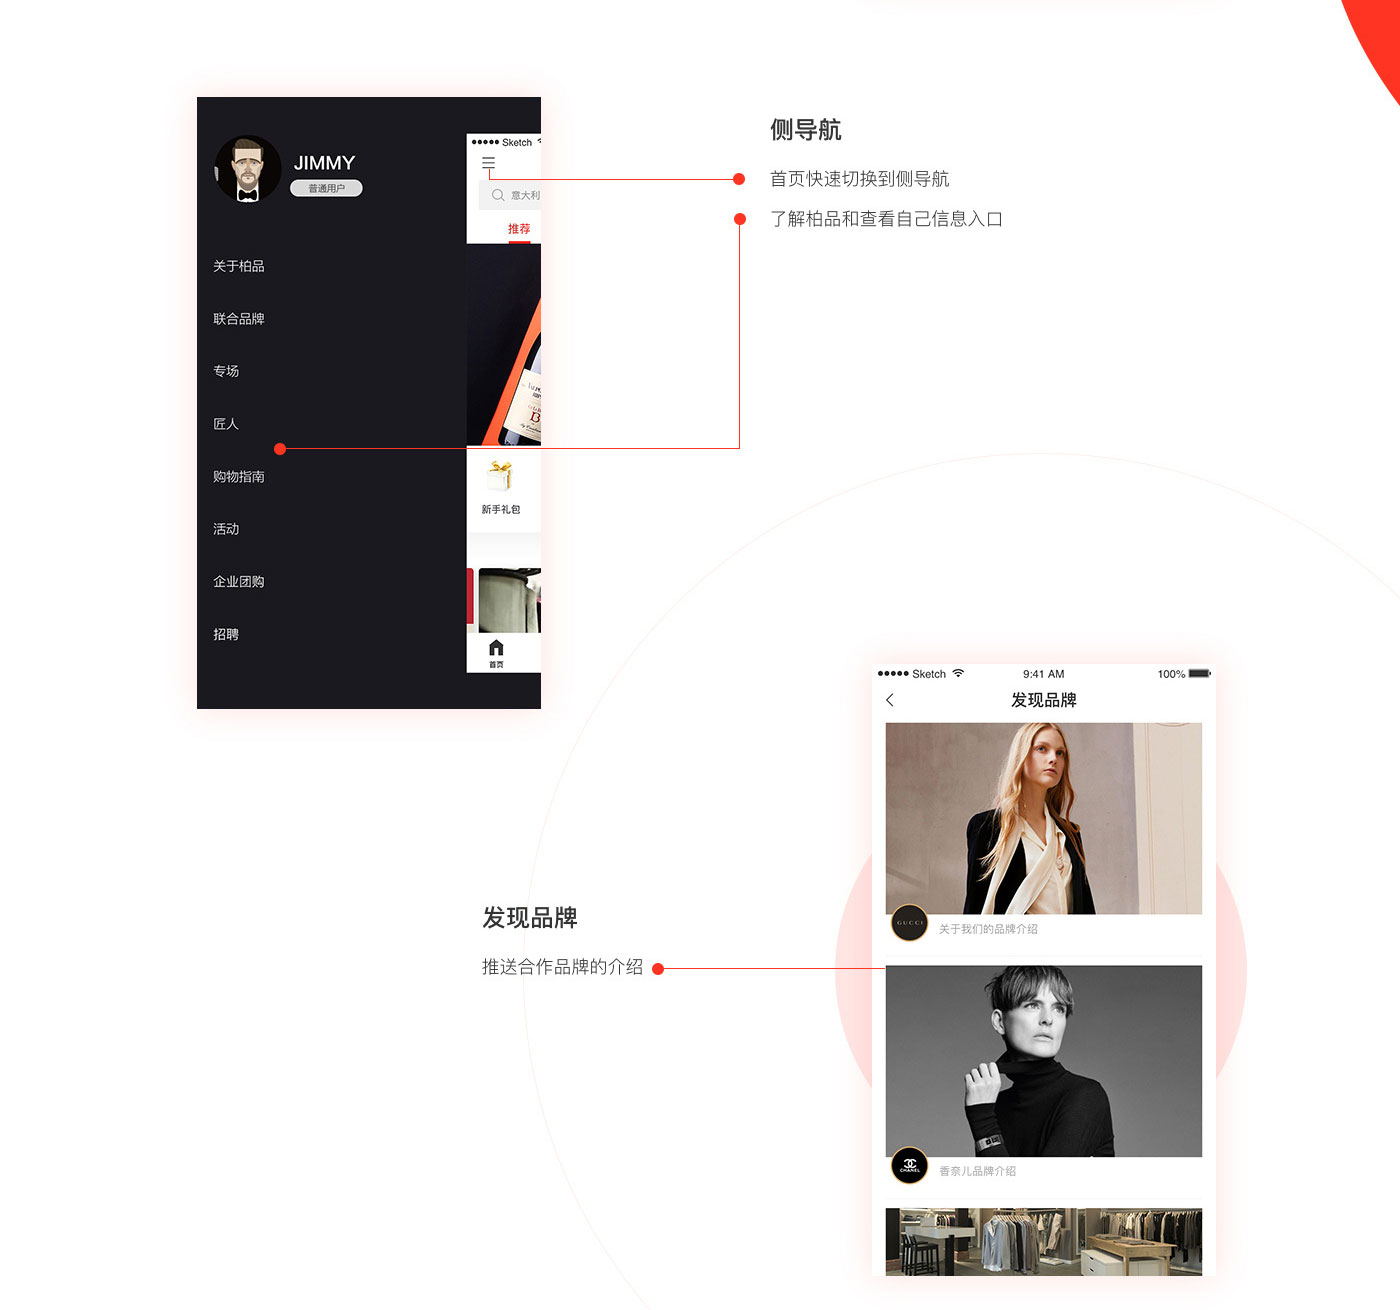 JIMMY
普通用户
关于柏品
联合品牌
专场
匠人
购物指南
活动
企业团购
招聘
Sketch
意大利
推荐
新手礼包
首页
侧导航
首页快速切换到侧导航
了解柏品和查看自己信息入口
发现品牌
推送合作品牌的介绍
Sketch 9:41 AM 100%
发现品牌
GUCCI
关于我们的品牌介绍
CHANEL
香奈儿品牌介绍